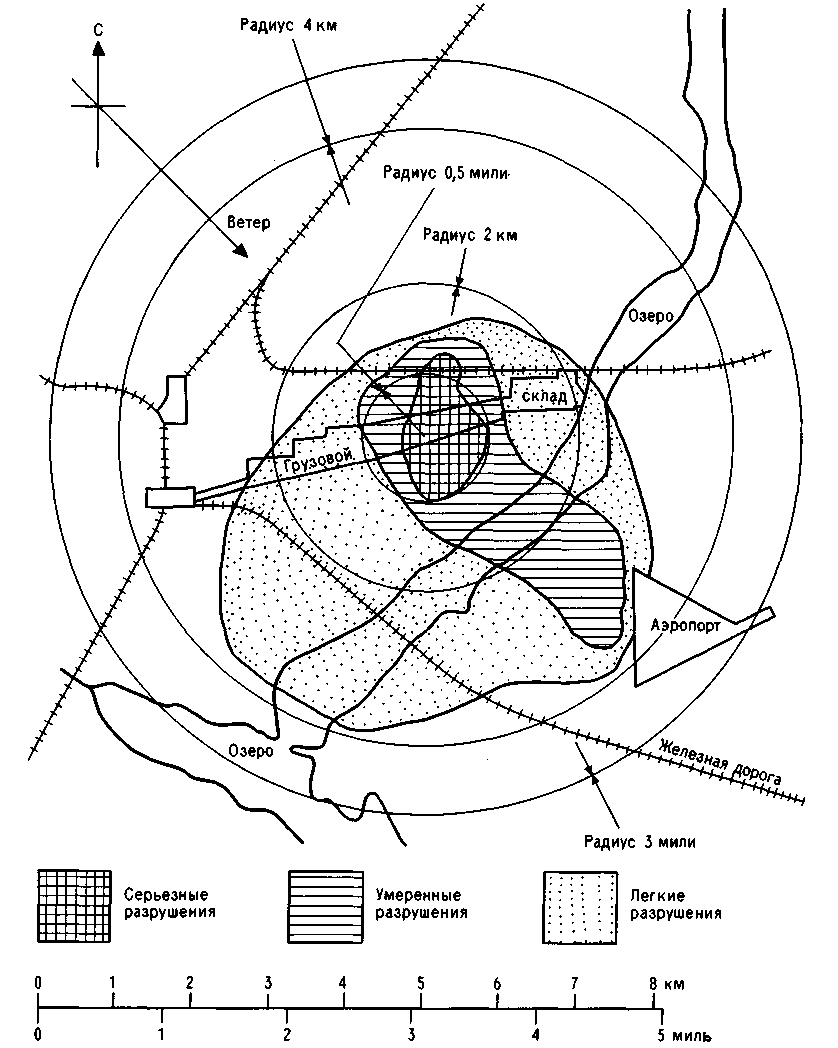 С
Радиус 4 км
Радиус 0,5 мили
Ветер
Радиус 2 км
Озеро
склад
Грузовой
Аэропорт
Озеро
Железная дорога
Радиус 3 мили
Серьезные
разрушения
Умеренные
разрушения
Легкие
разрушения
0 1 2 3 4 5 6 7 8 км
0 1 2 3 4 5 миль